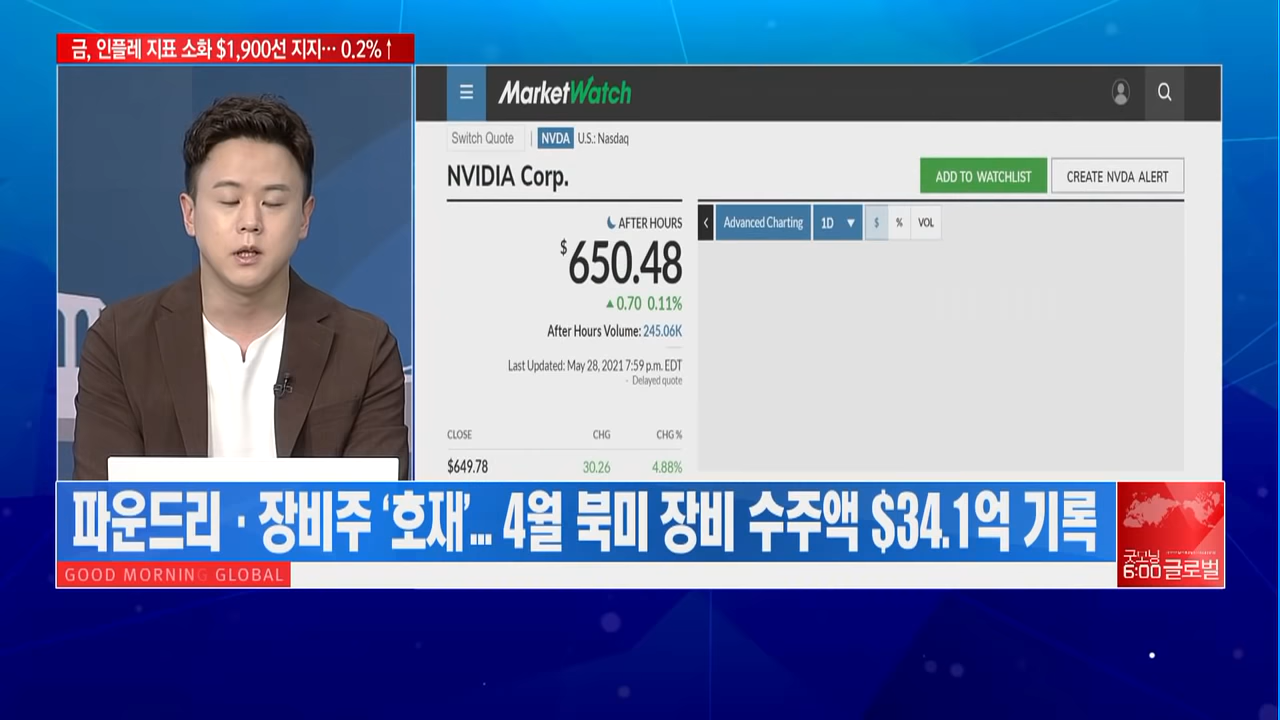 금, 인플레 지표 소화 $1,900선 지지… 0.2%↑
MarketWatch
Switch Quote | NVDA U.S.: Nasdaq
NVIDIA Corp.
ADD TO WATCHLIST
CREATE NVDA ALERT
AFTER HOURS
$650.48
▲0.70 0.11%
After Hours Volume: 245.06K
Last Updated: May 28, 2021 7:59 p.m. EDT
- Delayed quote
CLOSE CHG CHG %
$649.78 30.26 4.88%
Advanced Charting 1D ▼ $ % VOL
파운드리·장비주 ‘호재’... 4월 북미 장비 수주액 $34.1억 기록
GOOD MORNING GLOBAL
굿모닝
6:00 글로벌